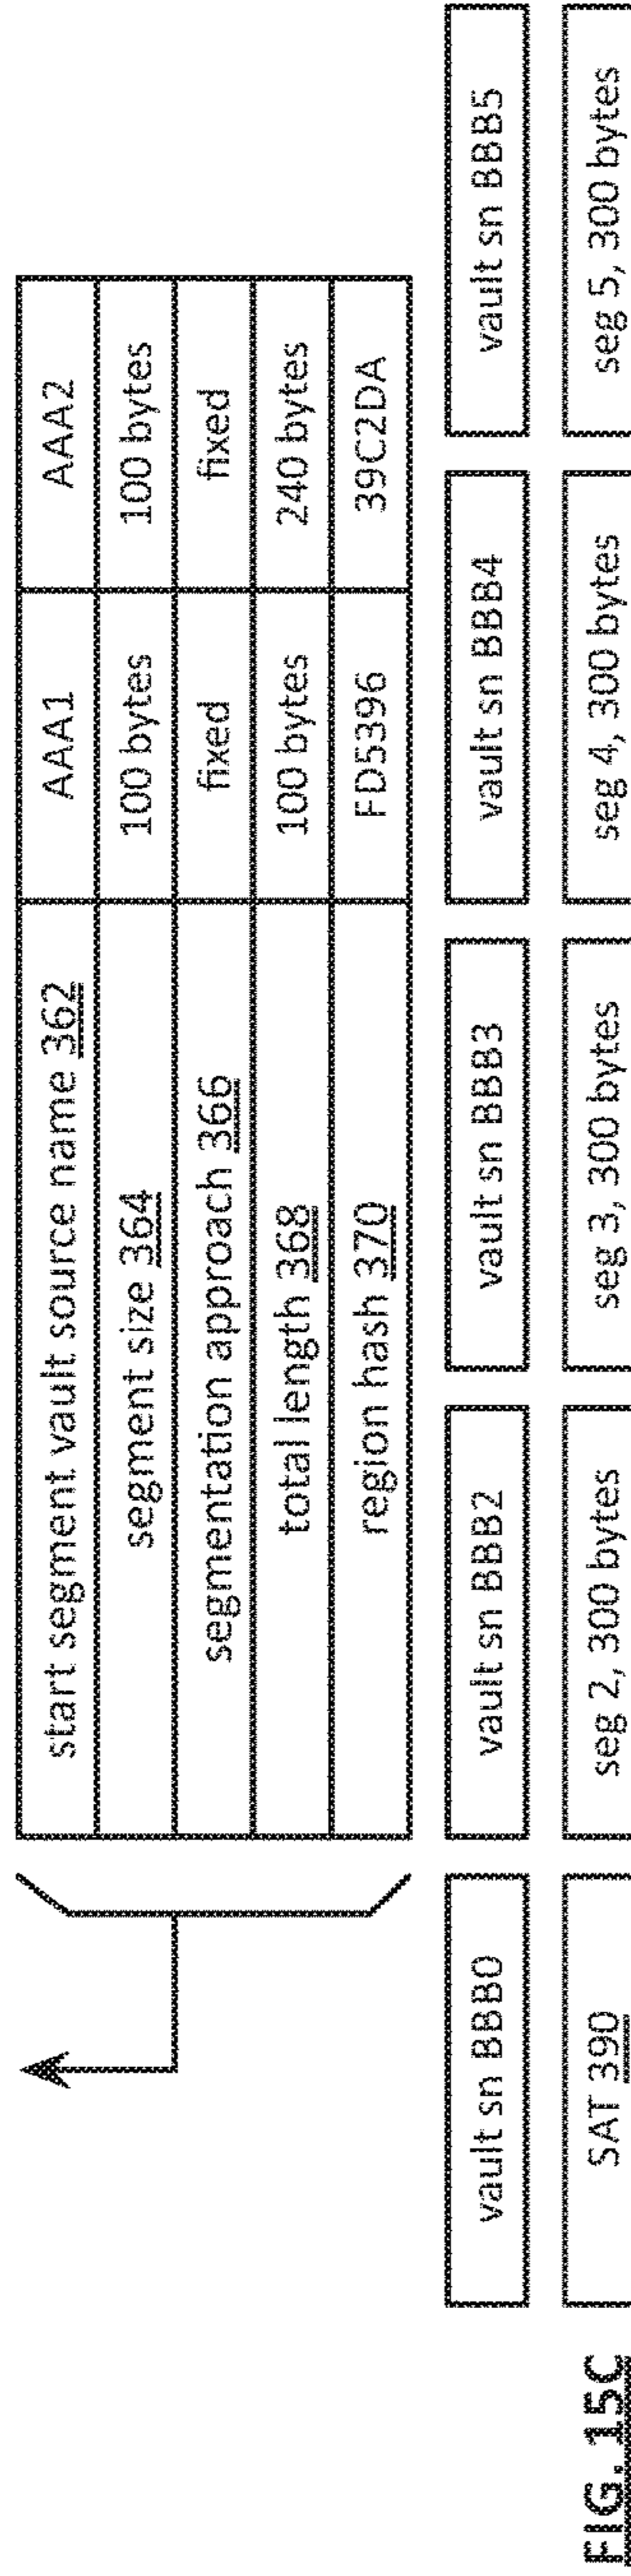 start segment vault source name 362 AAA1 AAA2
segment size 364 100 bytes 100 bytes
segmentation approach 366 fixed fixed
total length 368 100 bytes 240 bytes
region hash 370 FD5396 39C2DA
vault sn BBB0 vault sn BBB2 vault sn BBB3 vault sn BBB4 vault sn BBB5
SAT 390 seg 2, 300 bytes seg 3, 300 bytes seg 4, 300 bytes seg 5, 300 bytes
FIG. 15C